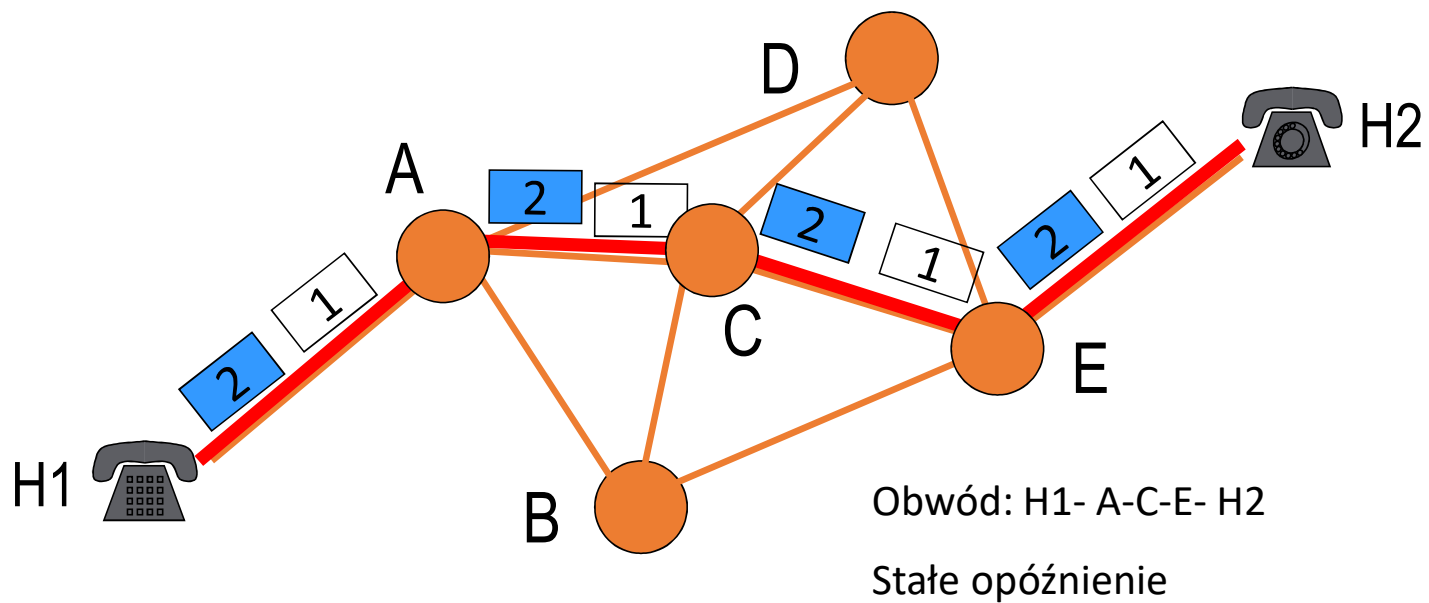 D
H2
A
2 1
2 1
2 1
2 1
C
E
H1
B
Obwód: H1- A-C-E- H2
Stałe opóźnienie